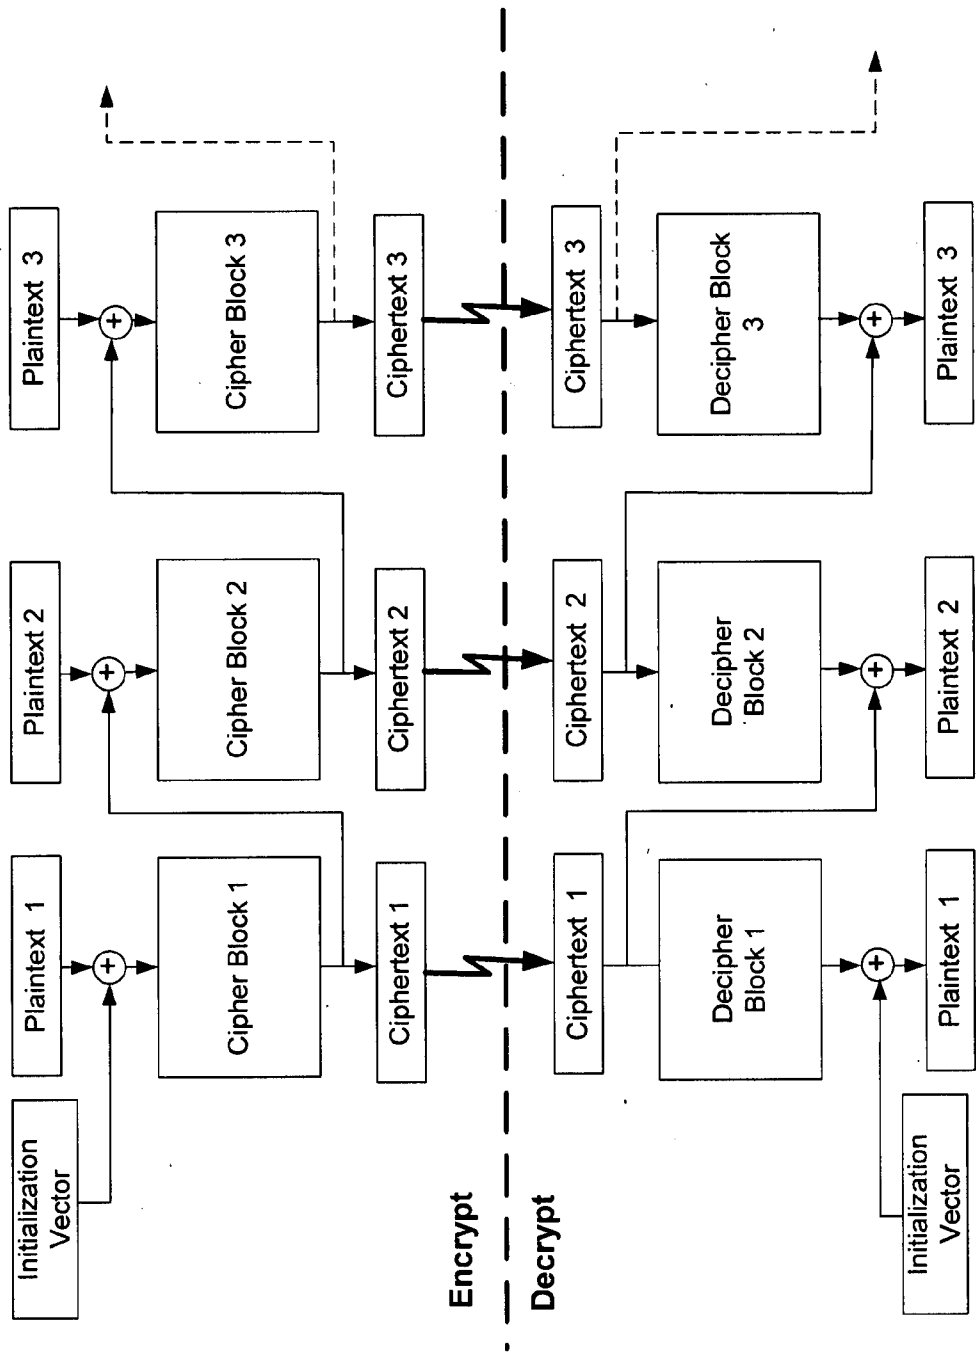 Initialization
Vector
Plaintext 1
Plaintext 2
Plaintext 3
Cipher Block 1
Cipher Block 2
Cipher Block 3
Ciphertext 1
Ciphertext 2
Ciphertext 3
Encrypt
Decrypt
Ciphertext 1
Ciphertext 2
Ciphertext 3
Decipher
Block 1
Decipher
Block 2
Decipher Block
3
Initialization
Vector
Plaintext 1
Plaintext 2
Plaintext 3